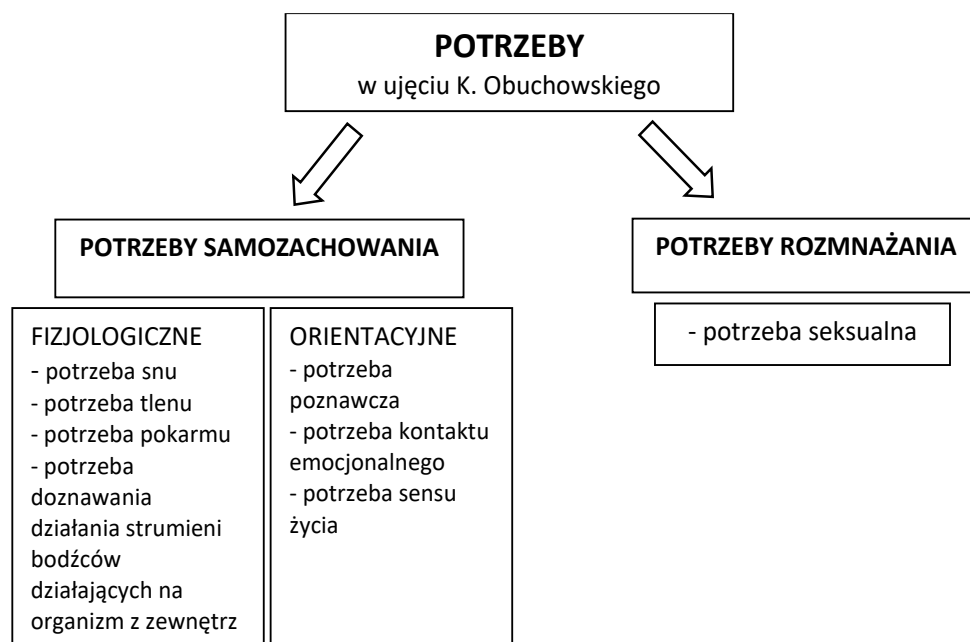 POTRZEBY
w ujęciu K. Obuchowskiego
POTRZEBY SAMOZACHOWANIA
POTRZEBY ROZMNAŻANIA
FIZJOLOGICZNE
- potrzeba snu
- potrzeba tlenu
- potrzeba pokarmu
- potrzeba
doznawania
działania strumieni
bodźców
działających na
organizm z zewnętrz
ORIENTACYJNE
- potrzeba
poznawcza
- potrzeba kontaktu
emocjonalnego
- potrzeba sensu
życia
- potrzeba seksualna